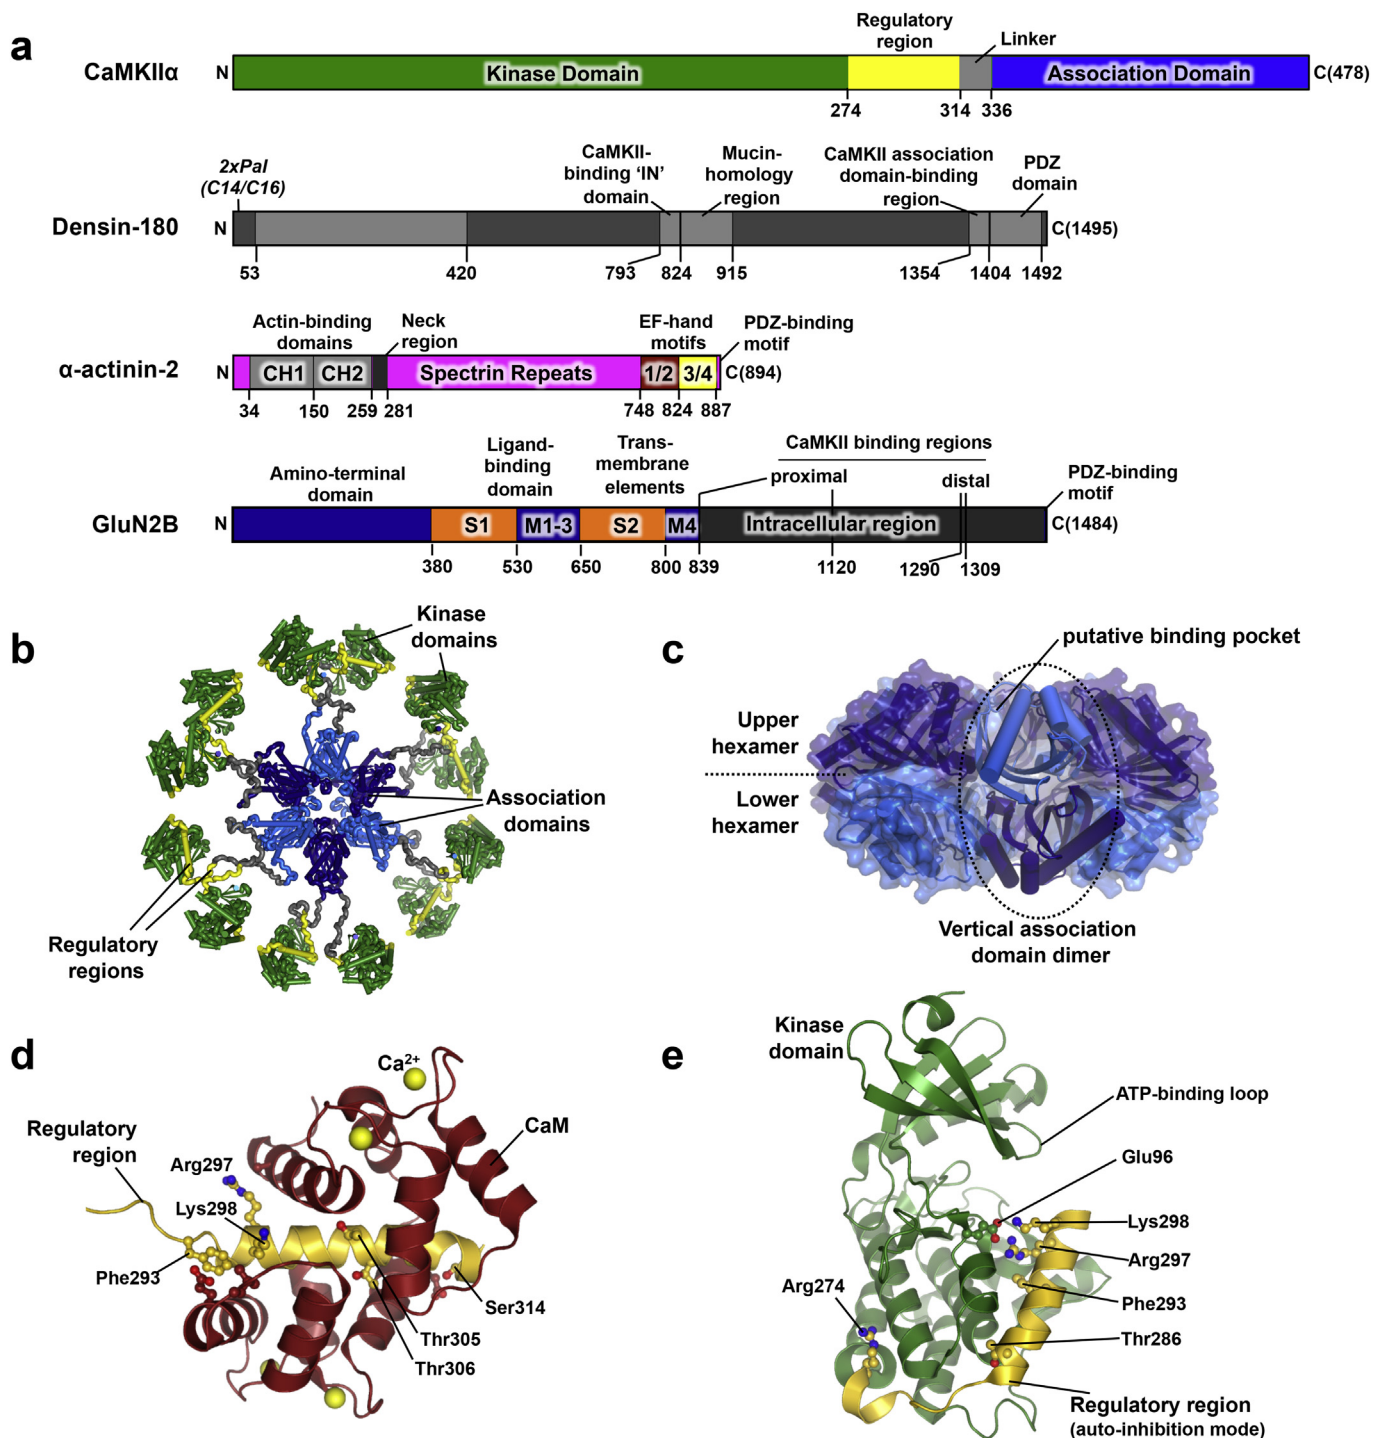 a
Regulatory
region
Linker
CaMKIIα
N
Kinase Domain
Association Domain
C(478)
274
314
336
2xPal
(C14/C16)
CaMKII-
binding ‘IN’
domain
Mucin-
homology
region
CaMKII association
domain-binding
region
PDZ
domain
Densin-180
N
C(1495)
53
420
793
824
915
1354
1404
1492
Actin-binding
domains
Neck
region
EF-hand
motifs
PDZ-binding
motif
α-actinin-2
N
CH1
CH2
Spectrin Repeats
1/2
3/4
C(894)
34
150
259
281
748
824
887
Amino-terminal
domain
Ligand-
binding
domain
Trans-
membrane
elements
CaMKII binding regions
proximal
distal
PDZ-binding
motif
GluN2B
N
S1
M1-3
S2
M4
Intracellular region
C(1484)
380
530
650
800
839
1120
1290
1309
b
Kinase
domains
Association
domains
Regulatory
regions
c
putative binding pocket
Upper
hexamer
Lower
hexamer
Vertical association
domain dimer
d
Ca2+
CaM
Regulatory
region
Arg297
Lys298
Phe293
Ser314
Thr305
Thr306
e
Kinase
domain
ATP-binding loop
Glu96
Lys298
Arg297
Arg274
Phe293
Thr286
Regulatory region
(auto-inhibition mode)